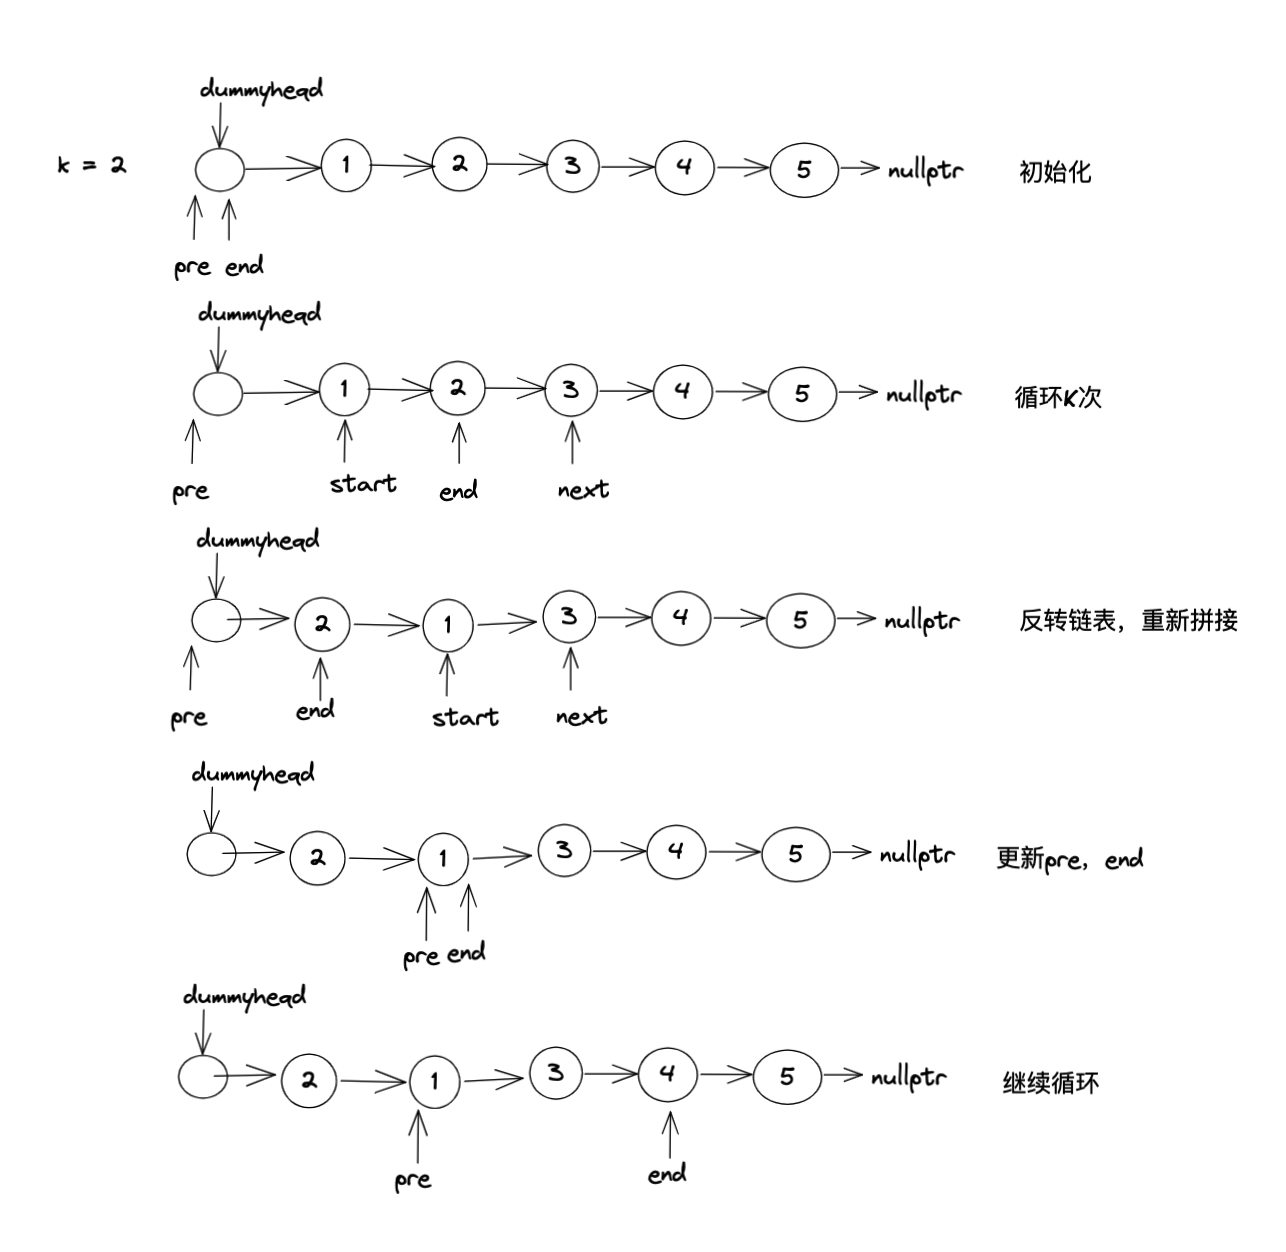 dummyhead
k = 2 1 2 3 4 5 nullptr 初始化
pre end
dummyhead
1 2 3 4 5 nullptr 循环K次
pre start end next
dummyhead
2 1 3 4 5 nullptr 反转链表，重新拼接
pre end start next
dummyhead
2 1 3 4 5 nullptr 更新pre，end
pre end
dummyhead
2 1 3 4 5 nullptr 继续循环
pre end